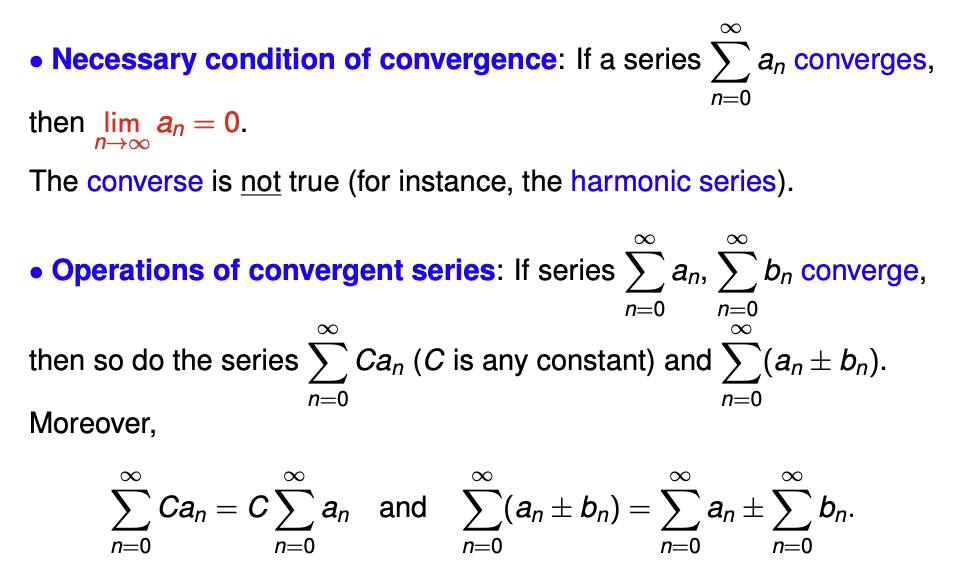 • Necessary condition of convergence: If a series $\sum_{n=0}^{\infty} a_n$ converges,
then $\lim_{n\to\infty} a_n = 0$.
The converse is not true (for instance, the harmonic series).
• Operations of convergent series: If series $\sum_{n=0}^{\infty} a_n$, $\sum_{n=0}^{\infty} b_n$ converge,
then so do the series $\sum_{n=0}^{\infty} Ca_n$ (C is any constant) and $\sum_{n=0}^{\infty} (a_n \pm b_n)$.
Moreover,
$\sum_{n=0}^{\infty} Ca_n = C \sum_{n=0}^{\infty} a_n$ and $\sum_{n=0}^{\infty} (a_n \pm b_n) = \sum_{n=0}^{\infty} a_n \pm \sum_{n=0}^{\infty} b_n$.